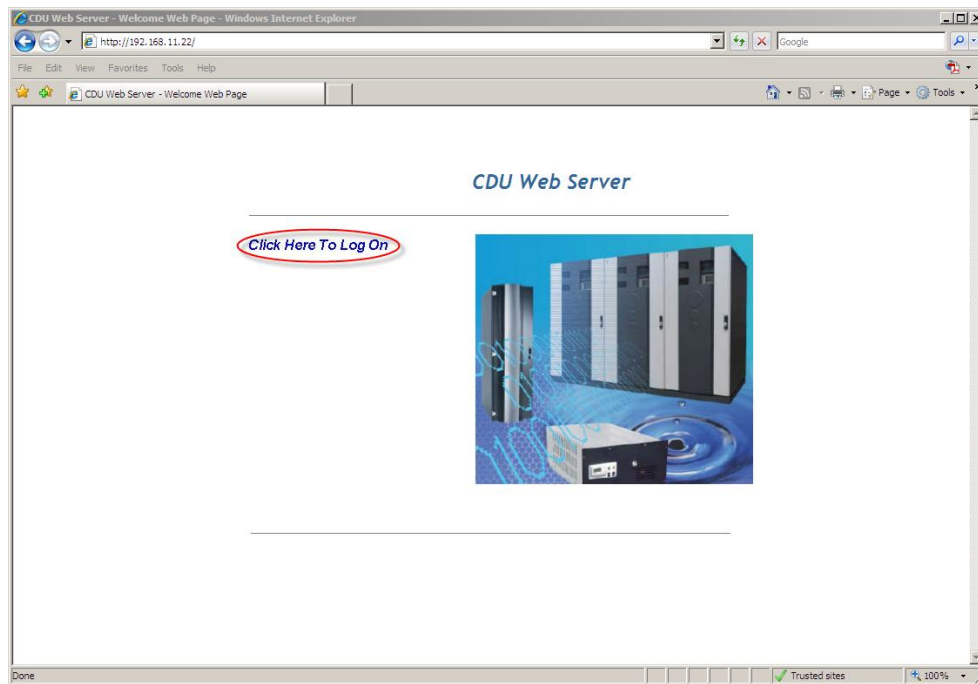 CDU Web Server - Welcome Web Page - Windows Internet Explorer
http://192.168.11.22/
Google
File Edit View Favorites Tools Help
CDU Web Server - Welcome Web Page
Page Tools
CDU Web Server
Click Here To Log On
Done
Trusted sites
100%